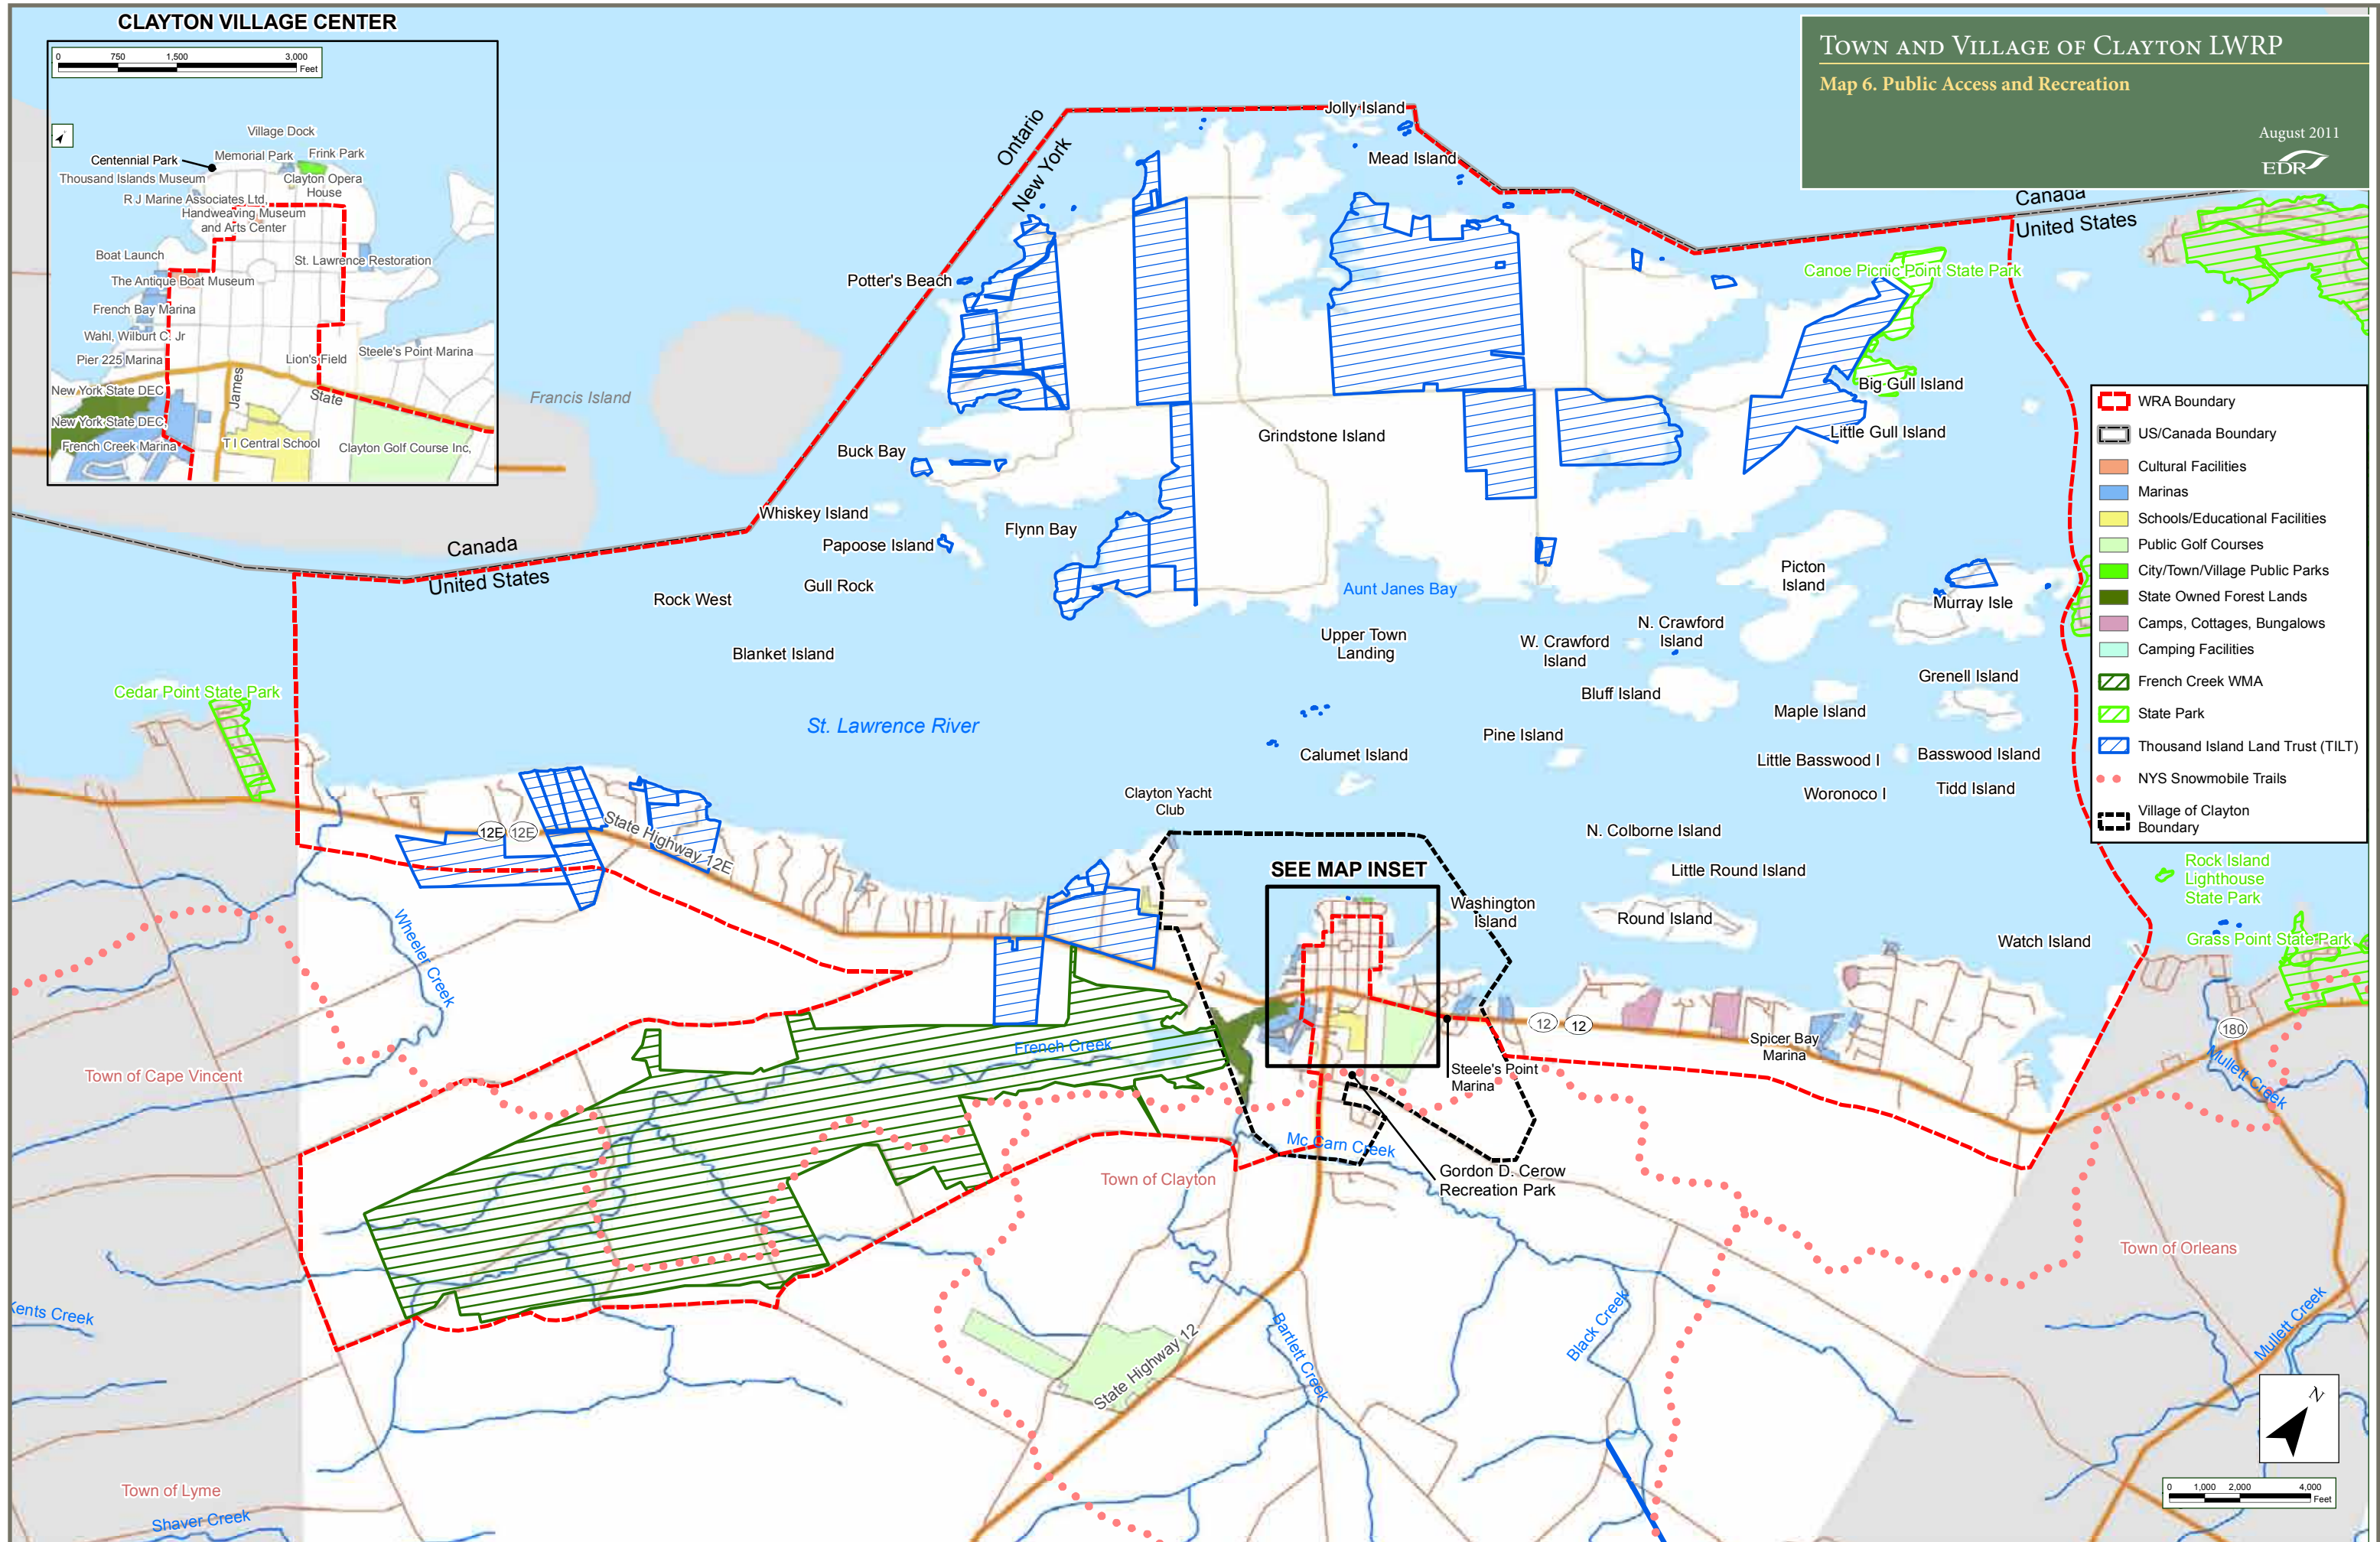 CLAYTON VILLAGE CENTER
0 750 1,500 3,000
Feet
Village Dock
Centennial Park
Memorial Park
Frink Park
Thousand Islands Museum
Clayton Opera
House
R J Marine Associates Ltd,
Handweaving Museum
and Arts Center
Boat Launch
St. Lawrence Restoration
The Antique Boat Museum
French Bay Marina
Wahl, Wilburt C. Jr
Pier 225 Marina
Lion's Field
Steele's Point Marina
New York State DEC
James
State
New York State DEC,
French Creek Marina
T I Central School
Clayton Golf Course Inc,
TOWN AND VILLAGE OF CLAYTON LWRP
Map 6. Public Access and Recreation
August 2011
EDR
Ontario
New York
Jolly Island
Mead Island
Canada
United States
Potter's Beach
Canoe Picnic Point State Park
Francis Island
Big Gull Island
Little Gull Island
Buck Bay
Grindstone Island
Whiskey Island
Flynn Bay
Papoose Island
Canada
United States
Gull Rock
Rock West
Aunt Janes Bay
Picton
Island
Murray Isle
Blanket Island
Upper Town
Landing
W. Crawford
Island
N. Crawford
Island
Grenell Island
Bluff Island
Maple Island
Cedar Point State Park
St. Lawrence River
Pine Island
Calumet Island
Little Basswood I
Basswood Island
Woronoco I
Tidd Island
Clayton Yacht
Club
N. Colborne Island
Little Round Island
12E
12E
State Highway 12E
SEE MAP INSET
Washington
Island
Round Island
Watch Island
WRA Boundary
US/Canada Boundary
Cultural Facilities
Marinas
Schools/Educational Facilities
Public Golf Courses
City/Town/Village Public Parks
State Owned Forest Lands
Camps, Cottages, Bungalows
Camping Facilities
French Creek WMA
State Park
Thousand Island Land Trust (TILT)
NYS Snowmobile Trails
Village of Clayton
Boundary
Rock Island
Lighthouse
State Park
Grass Point State Park
Wheeler Creek
French Creek
12
12
Spicer Bay
Marina
Steele's Point
Marina
180
Mullett Creek
Town of Cape Vincent
Mc Carn Creek
Town of Clayton
Gordon D. Cerow
Recreation Park
Town of Orleans
Kents Creek
Bartlett Creek
Black Creek
Mullett Creek
State Highway 12
Town of Lyme
Shaver Creek
N
0 1,000 2,000 4,000
Feet